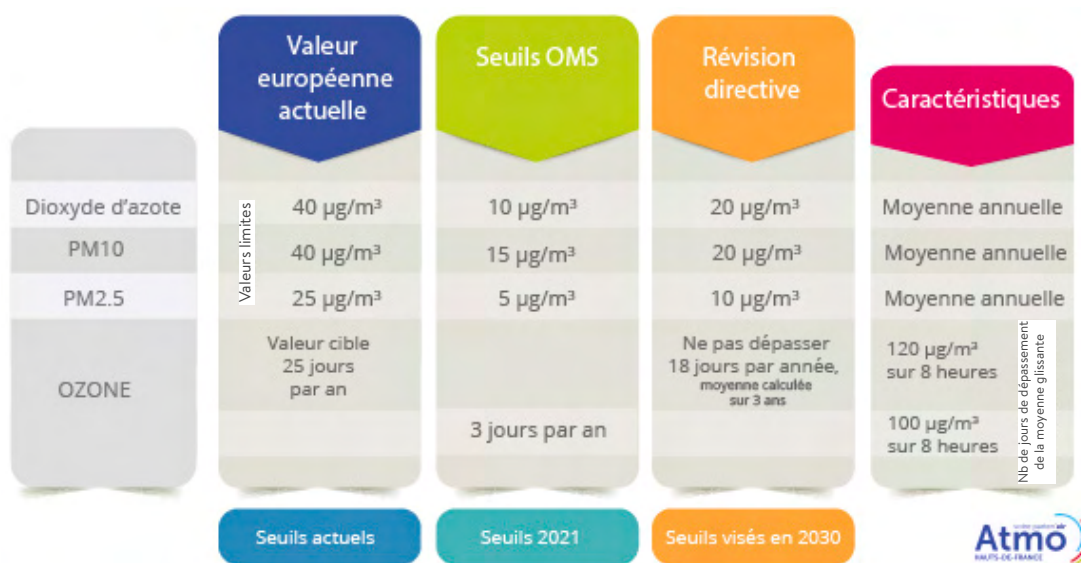 Valeur
européenne
actuelle
Seuils OMS
Révision
directive
Caractéristiques
Dioxyde d'azote
40 µg/m³
10 µg/m³
20 µg/m³
Moyenne annuelle
PM10
40 µg/m³
15 µg/m³
20 µg/m³
Moyenne annuelle
PM2.5
25 µg/m³
5 µg/m³
10 µg/m³
Moyenne annuelle
Valeurs limites
OZONE
Valeur cible
25 jours
par an
Ne pas dépasser
18 jours par année,
moyenne calculée
sur 3 ans
120 µg/m³
sur 8 heures
3 jours par an
100 µg/m³
sur 8 heures
Nb de jours de dépassement
de la moyenne glissante
Seuils actuels
Seuils 2021
Seuils visés en 2030
Atmo
HAUTS-DE-FRANCE